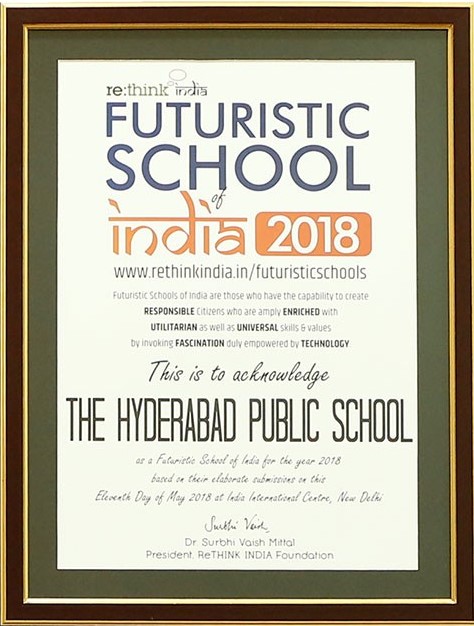 re:think india
FUTURISTIC
SCHOOL
of
india 2018
www.rethinkindia.in/futuristicschools
Futuristic Schools of India are those who have the capability to create
RESPONSIBLE Citizens who are amply ENRICHED with
UTILITARIAN as well as UNIVERSAL skills & values
by invoking FASCINATION duly empowered by TECHNOLOGY
This is to acknowledge
THE HYDERABAD PUBLIC SCHOOL
as a Futuristic School of India for the year 2018
based on their elaborate submissions on this
Eleventh Day of May 2018 at India International Centre, New Delhi
Surbhi Vaish
Dr. Surbhi Vaish Mittal
President, ReTHINK INDIA Foundation